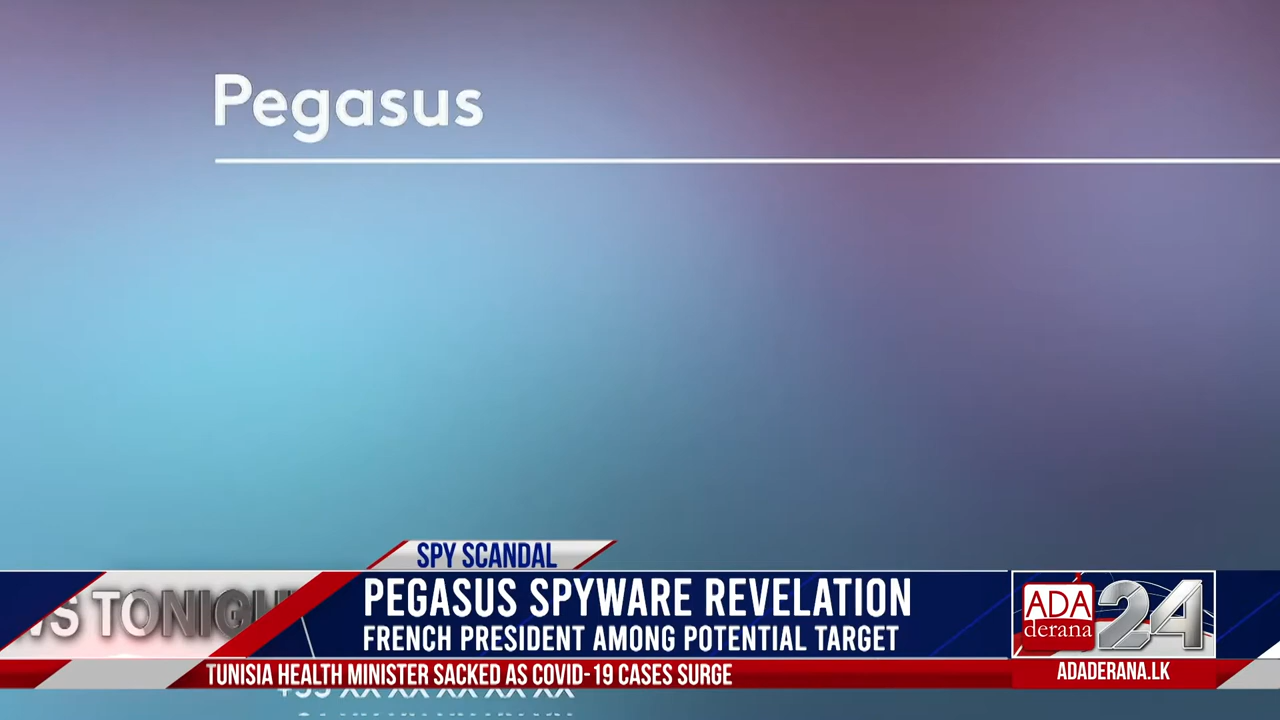 Pegasus
SPY SCANDAL
PEGASUS SPYWARE REVELATION
FRENCH PRESIDENT AMONG POTENTIAL TARGET
TONIGH
ADA
derana
24
TUNISIA HEALTH MINISTER SACKED AS COVID-19 CASES SURGE
ADADERANA.LK